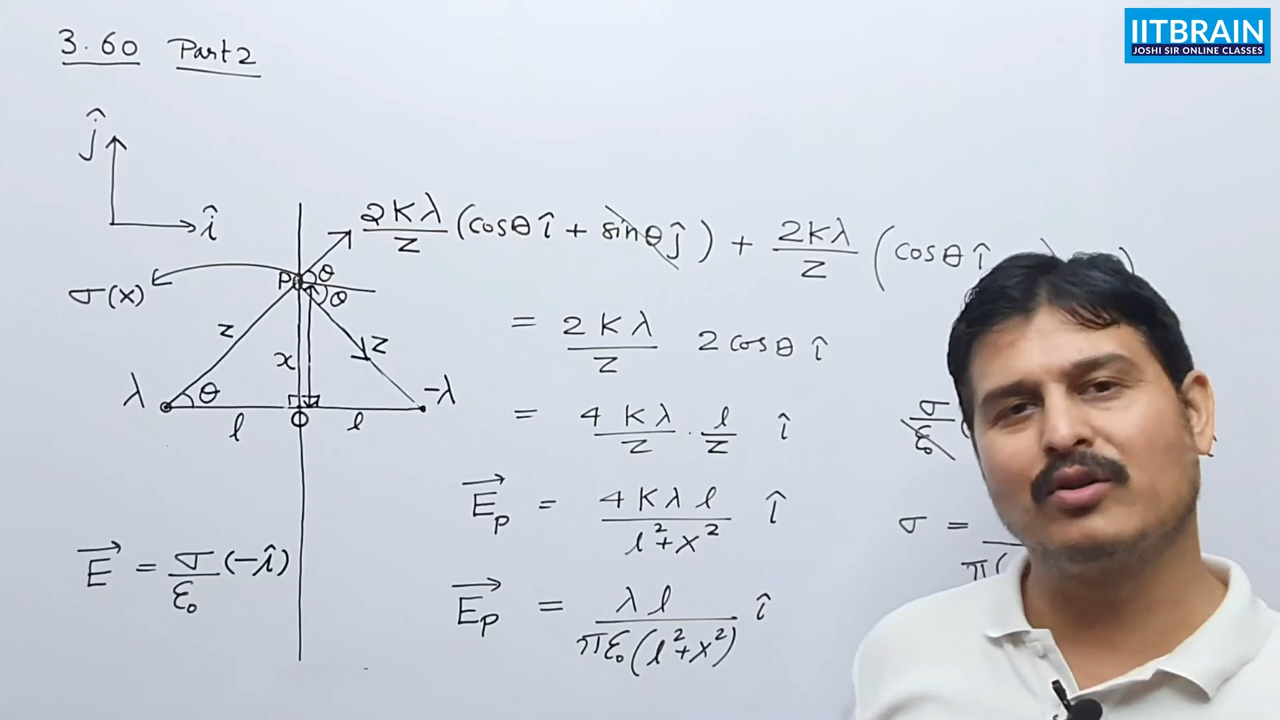 IITBRAIN
JOSHI SIR ONLINE CLASSES
3.60 Part 2
ĵ
î
2Kλ/z (cosθ î + sinθ ĵ) + 2Kλ/z (cosθ î
σ(x)
P θ
θ
z
z
x
λ θ
-λ
l O l
= 2Kλ/z 2cosθ î
= 4Kλ/z · l/z î
E⃗p = 4Kλl/(l²+x²) î
E⃗p = λl/(πε₀(l²+x²)) î
E⃗ = σ/ε₀ (-î)
σ/ε₀
σ =
π(